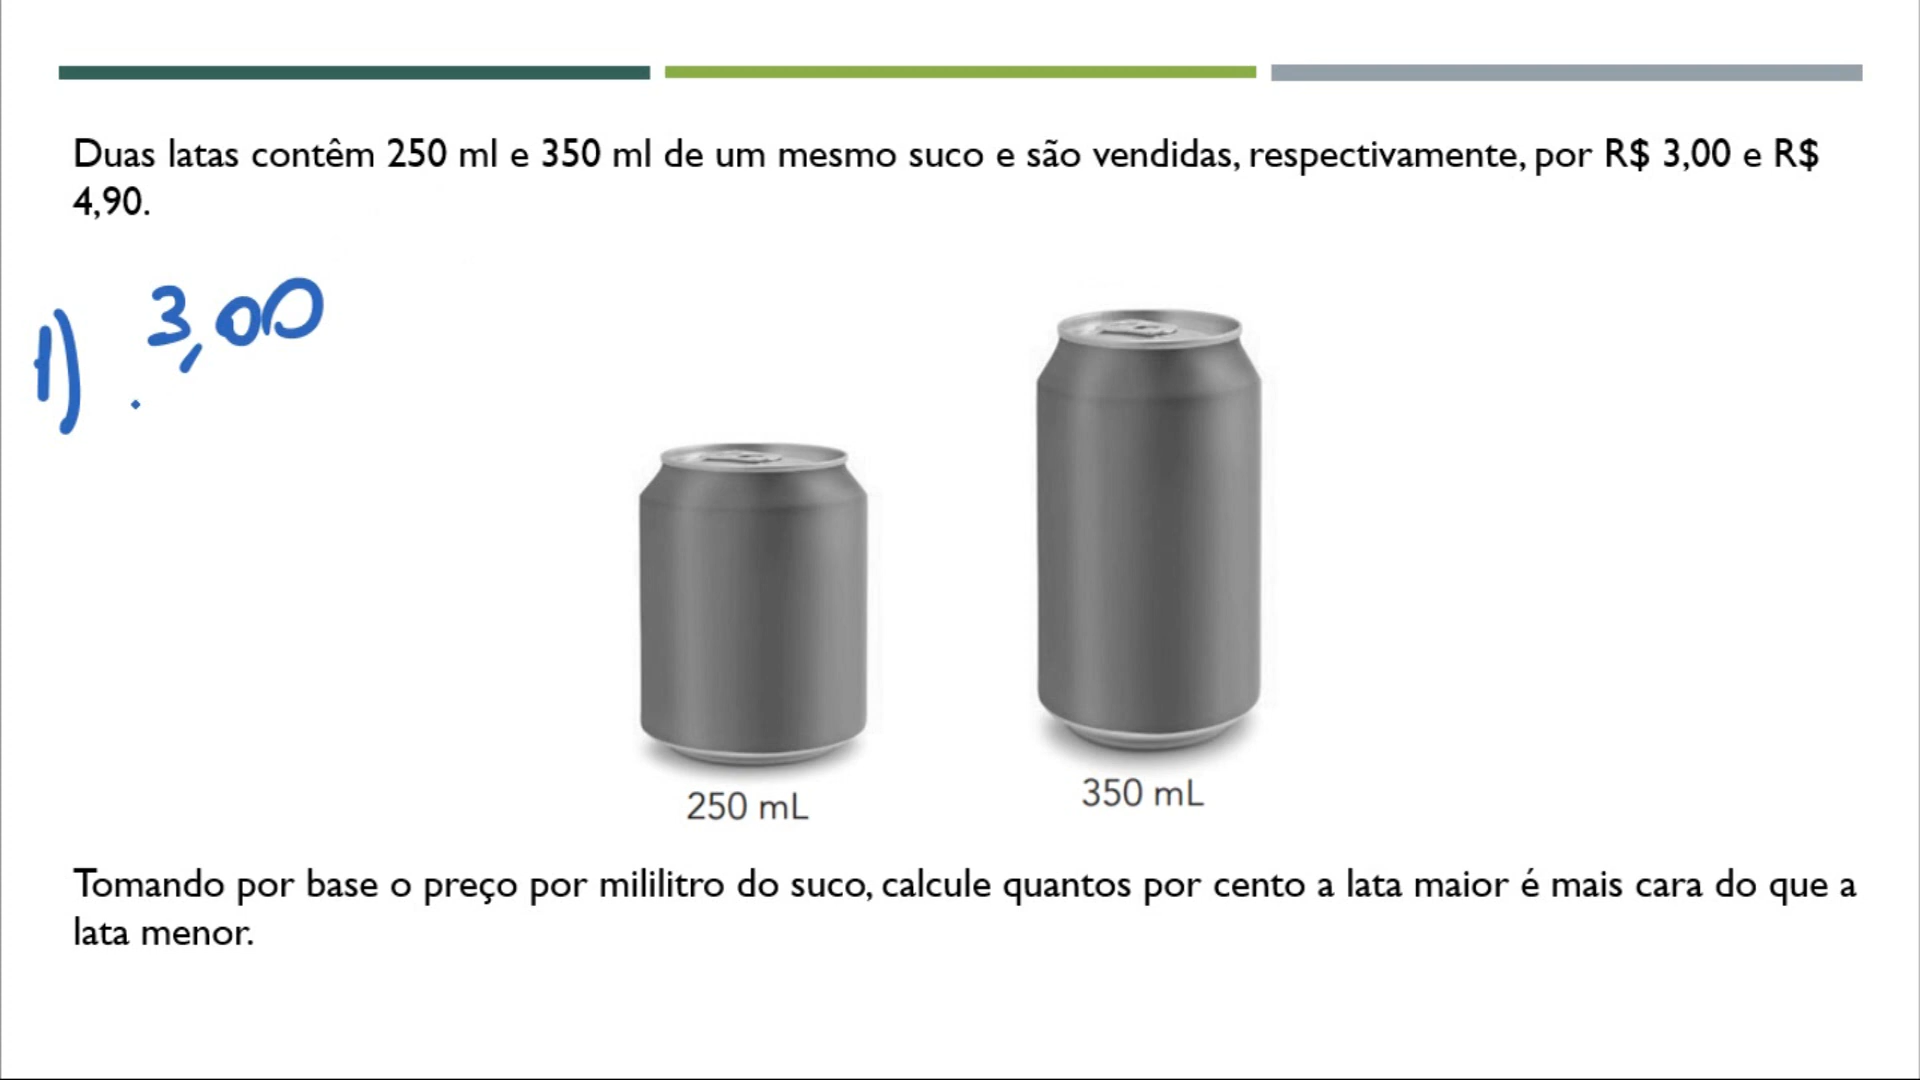 Duas latas contêm 250 ml e 350 ml de um mesmo suco e são vendidas, respectivamente, por R$ 3,00 e R$
4,90.
1) 3,00
250 mL
350 mL
Tomando por base o preço por mililitro do suco, calcule quantos por cento a lata maior é mais cara do que a
lata menor.